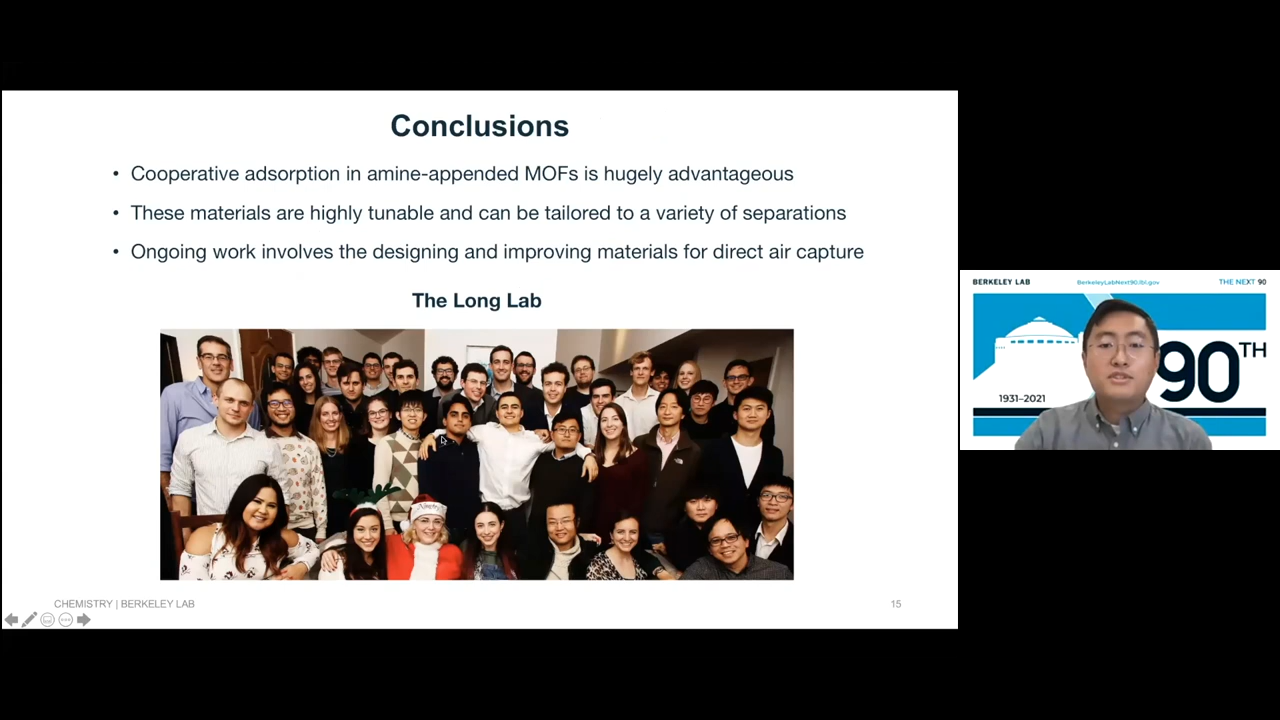 Conclusions
• Cooperative adsorption in amine-appended MOFs is hugely advantageous
• These materials are highly tunable and can be tailored to a variety of separations
• Ongoing work involves the designing and improving materials for direct air capture
The Long Lab
CHEMISTRY | BERKELEY LAB
15
BERKELEY LAB
BerkeleyLabNext90.lbl.gov
THE NEXT 90
90TH
1931–2021